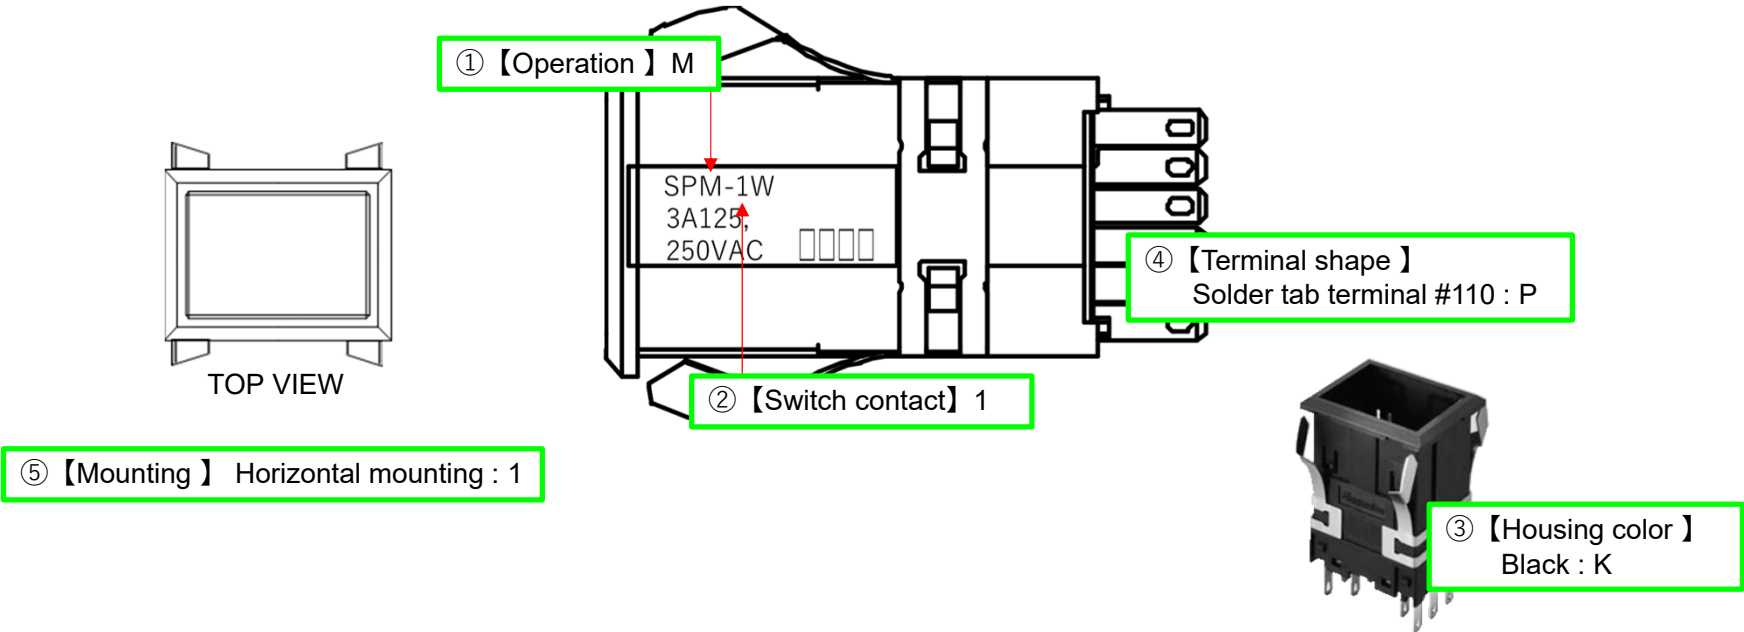 ①【Operation 】M
SPM-1W
3A125,
250VAC □□□□
④【Terminal shape 】
Solder tab terminal #110 : P
TOP VIEW
②【Switch contact】1
⑤【Mounting 】 Horizontal mounting : 1
③【Housing color 】
Black : K